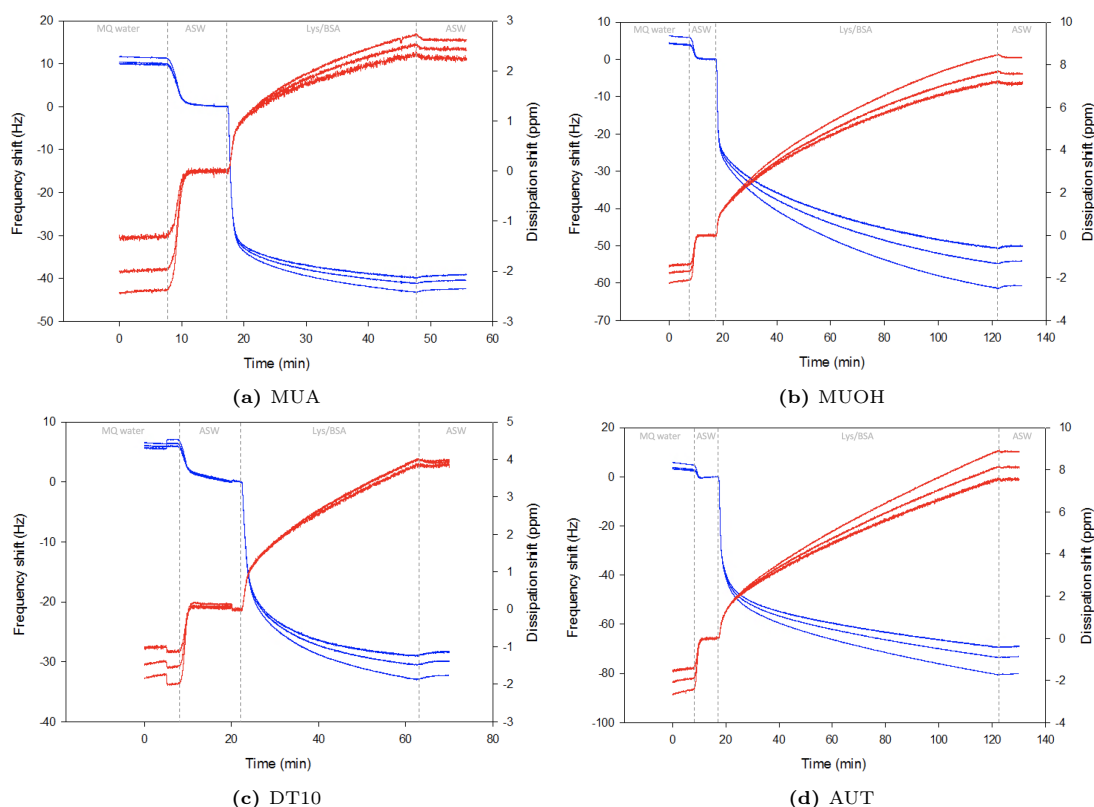 MQ water ASW Lys/BSA ASW
20
10
0
-10
-20
-30
-40
-50
Frequency shift (Hz)
3
2
1
0
-1
-2
-3
Dissipation shift (ppm)
0 10 20 30 40 50 60
Time (min)
(a) MUA
MQ water ASW Lys/BSA ASW
10
0
-10
-20
-30
-40
-50
-60
-70
Frequency shift (Hz)
10
8
6
4
2
0
-2
-4
Dissipation shift (ppm)
0 20 40 60 80 100 120 140
Time (min)
(b) MUOH
MQ water ASW Lys/BSA ASW
10
0
-10
-20
-30
-40
Frequency shift (Hz)
5
4
3
2
1
0
-1
-2
-3
Dissipation shift (ppm)
0 20 40 60 80
Time (min)
(c) DT10
MQ water ASW Lys/BSA ASW
20
0
-20
-40
-60
-80
-100
Frequency shift (Hz)
10
8
6
4
2
0
-2
-4
Dissipation shift (ppm)
0 20 40 60 80 100 120 140
Time (min)
(d) AUT